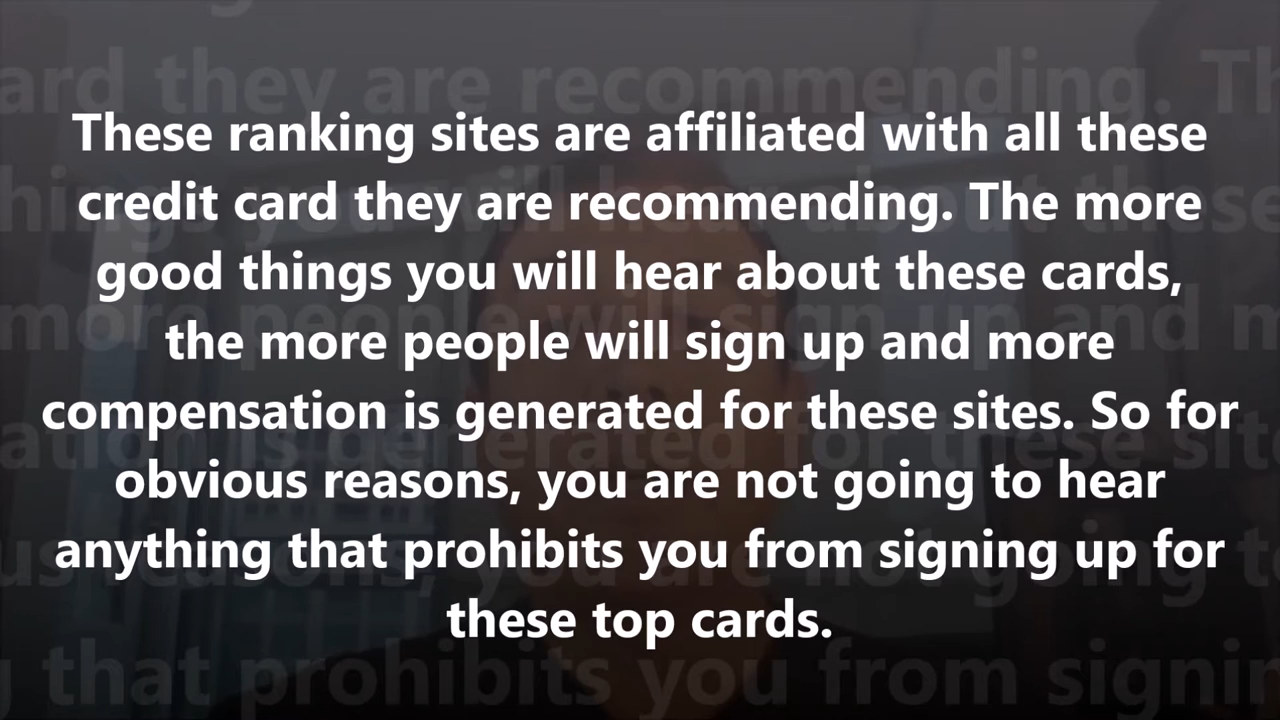 These ranking sites are affiliated with all these
credit card they are recommending. The more
good things you will hear about these cards,
the more people will sign up and more
compensation is generated for these sites. So for
obvious reasons, you are not going to hear
anything that prohibits you from signing up for
these top cards.